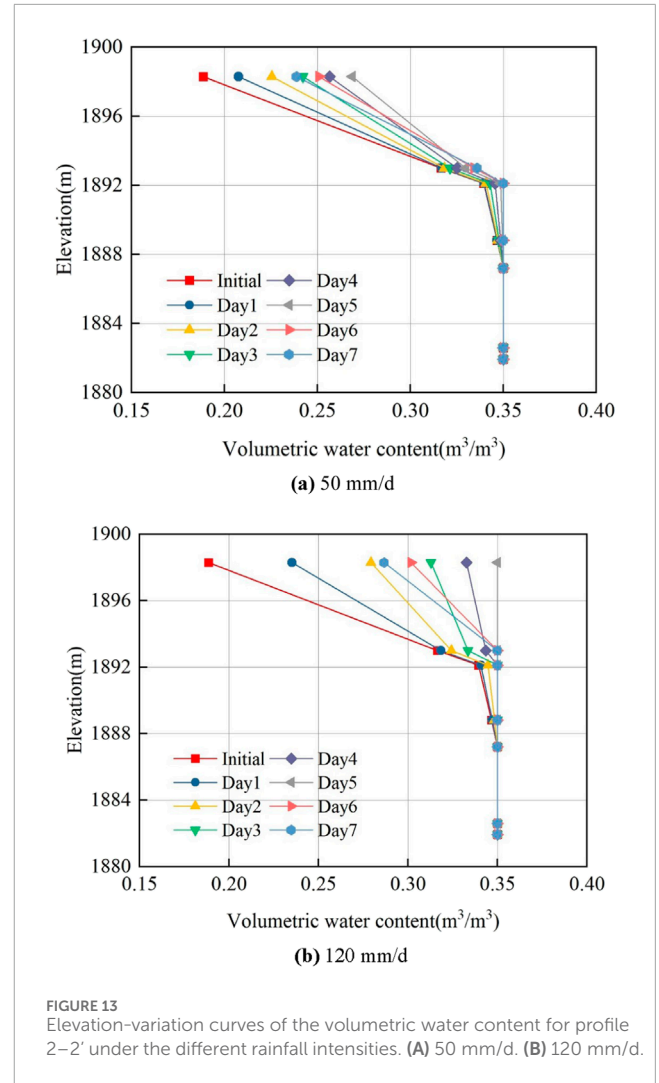 1900
1896
1892
1888
1884
1880
Elevation(m)
Initial Day4
Day1 Day5
Day2 Day6
Day3 Day7
0.15 0.20 0.25 0.30 0.35 0.40
Volumetric water content(m³/m³)
(a) 50 mm/d
1900
1896
1892
1888
1884
1880
Elevation(m)
Initial Day4
Day1 Day5
Day2 Day6
Day3 Day7
0.15 0.20 0.25 0.30 0.35 0.40
Volumetric water content(m³/m³)
(b) 120 mm/d
FIGURE 13
Elevation-variation curves of the volumetric water content for profile
2–2’ under the different rainfall intensities. (A) 50 mm/d. (B) 120 mm/d.